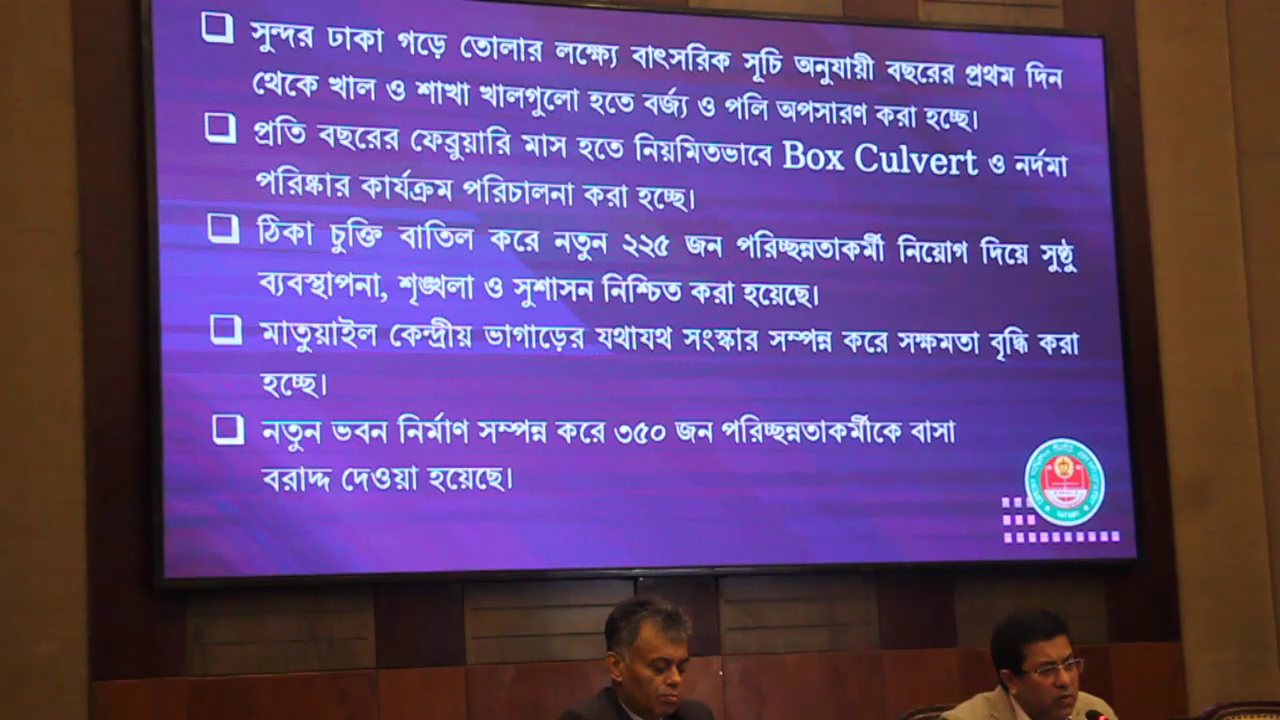 সুন্দর ঢাকা গড়ে তোলার লক্ষ্যে বাৎসরিক সূচি অনুযায়ী বছরের প্রথম দিন
থেকে খাল ও শাখা খালগুলো হতে বর্জ্য ও পলি অপসারণ করা হচ্ছে।
প্রতি বছরের ফেব্রুয়ারি মাস হতে নিয়মিতভাবে Box Culvert ও নর্দমা
পরিষ্কার কার্যক্রম পরিচালনা করা হচ্ছে।
ঠিকা চুক্তি বাতিল করে নতুন ২২৫ জন পরিচ্ছন্নতাকর্মী নিয়োগ দিয়ে সুষ্ঠু
ব্যবস্থাপনা, শৃঙ্খলা ও সুশাসন নিশ্চিত করা হয়েছে।
মাতুয়াইল কেন্দ্রীয় ভাগাড়ের যথাযথ সংস্কার সম্পন্ন করে সক্ষমতা বৃদ্ধি করা
হচ্ছে।
নতুন ভবন নির্মাণ সম্পন্ন করে ৩৫০ জন পরিচ্ছন্নতাকর্মীকে বাসা
বরাদ্দ দেওয়া হয়েছে।